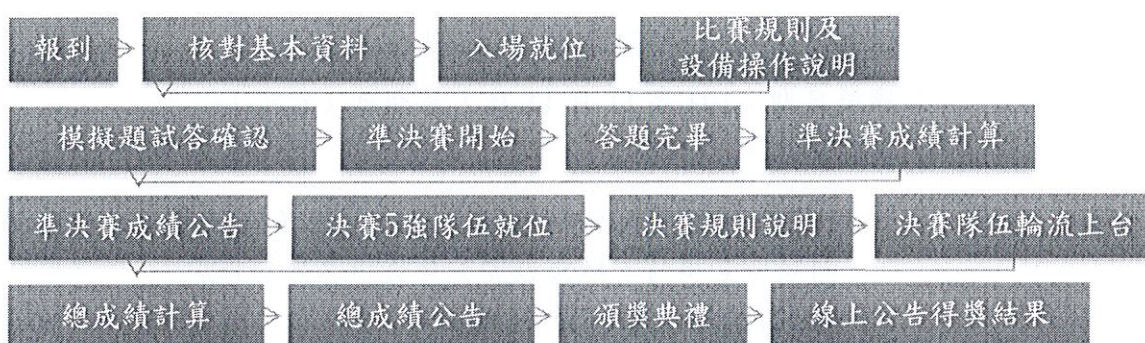 報到
核對基本資料
入場就位
比賽規則及
設備操作說明
模擬題試答確認
準決賽開始
答題完畢
準決賽成績計算
準決賽成績公告
決賽5強隊伍就位
決賽規則說明
決賽隊伍輪流上台
總成績計算
總成績公告
頒獎典禮
線上公告得獎結果